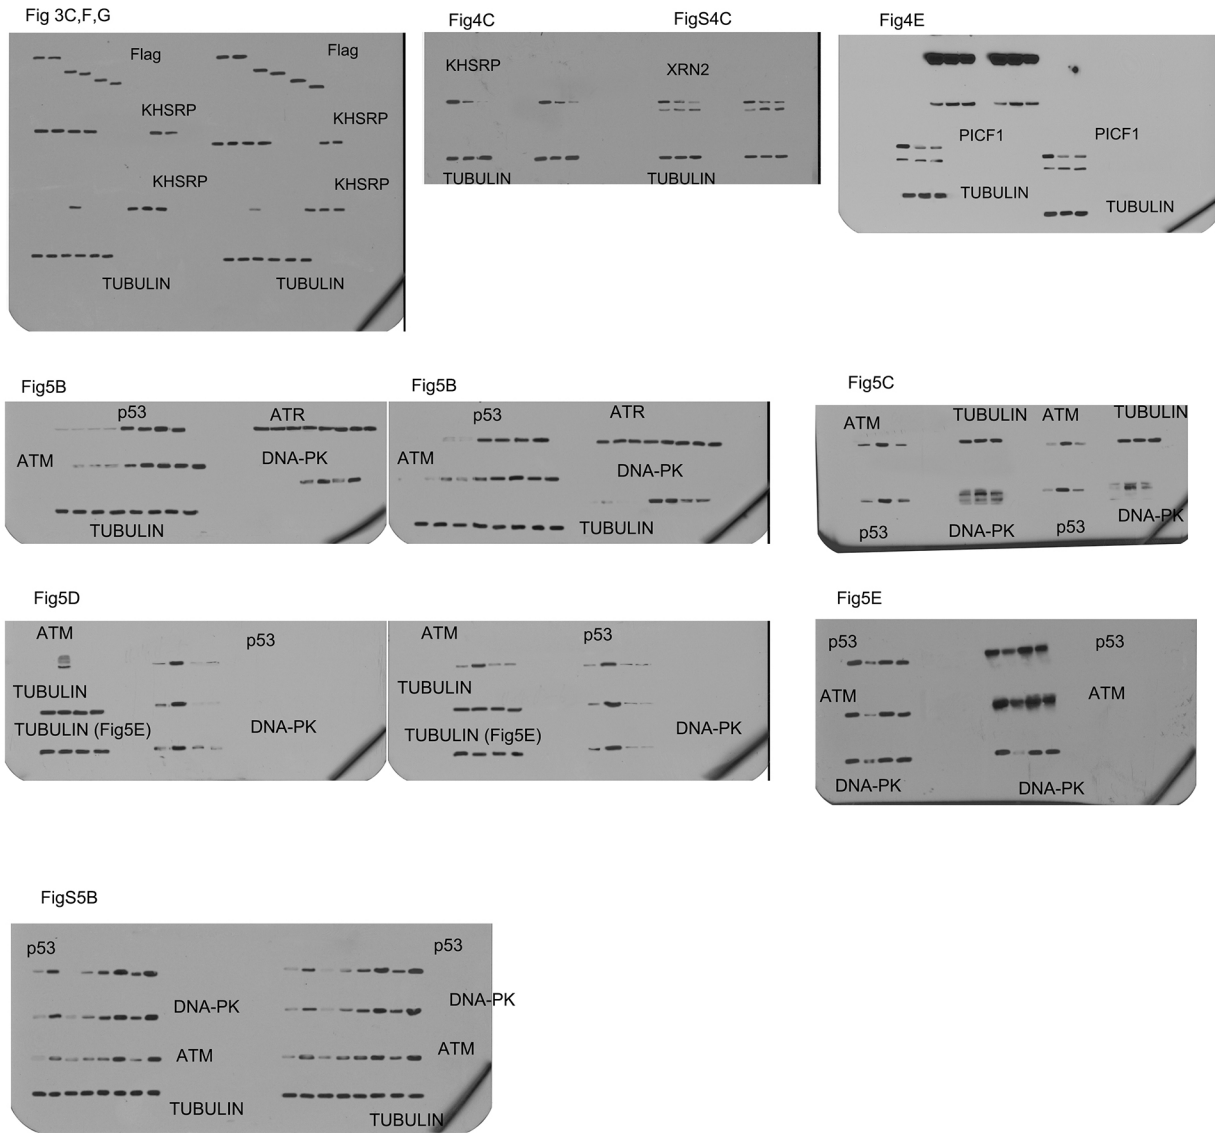 Fig 3C,F,G
Flag
Flag
KHSRP
KHSRP
KHSRP
KHSRP
TUBULIN
TUBULIN
Fig4C
FigS4C
KHSRP
XRN2
TUBULIN
TUBULIN
Fig4E
PICF1
PICF1
TUBULIN
TUBULIN
Fig5B
p53
ATR
ATM
DNA-PK
TUBULIN
Fig5B
p53
ATR
ATM
DNA-PK
TUBULIN
Fig5C
ATM
TUBULIN
ATM
TUBULIN
p53
DNA-PK
p53
DNA-PK
Fig5D
ATM
p53
TUBULIN
TUBULIN (Fig5E)
DNA-PK
ATM
p53
TUBULIN
TUBULIN (Fig5E)
DNA-PK
Fig5E
p53
p53
ATM
ATM
DNA-PK
DNA-PK
FigS5B
p53
p53
DNA-PK
DNA-PK
ATM
ATM
TUBULIN
TUBULIN